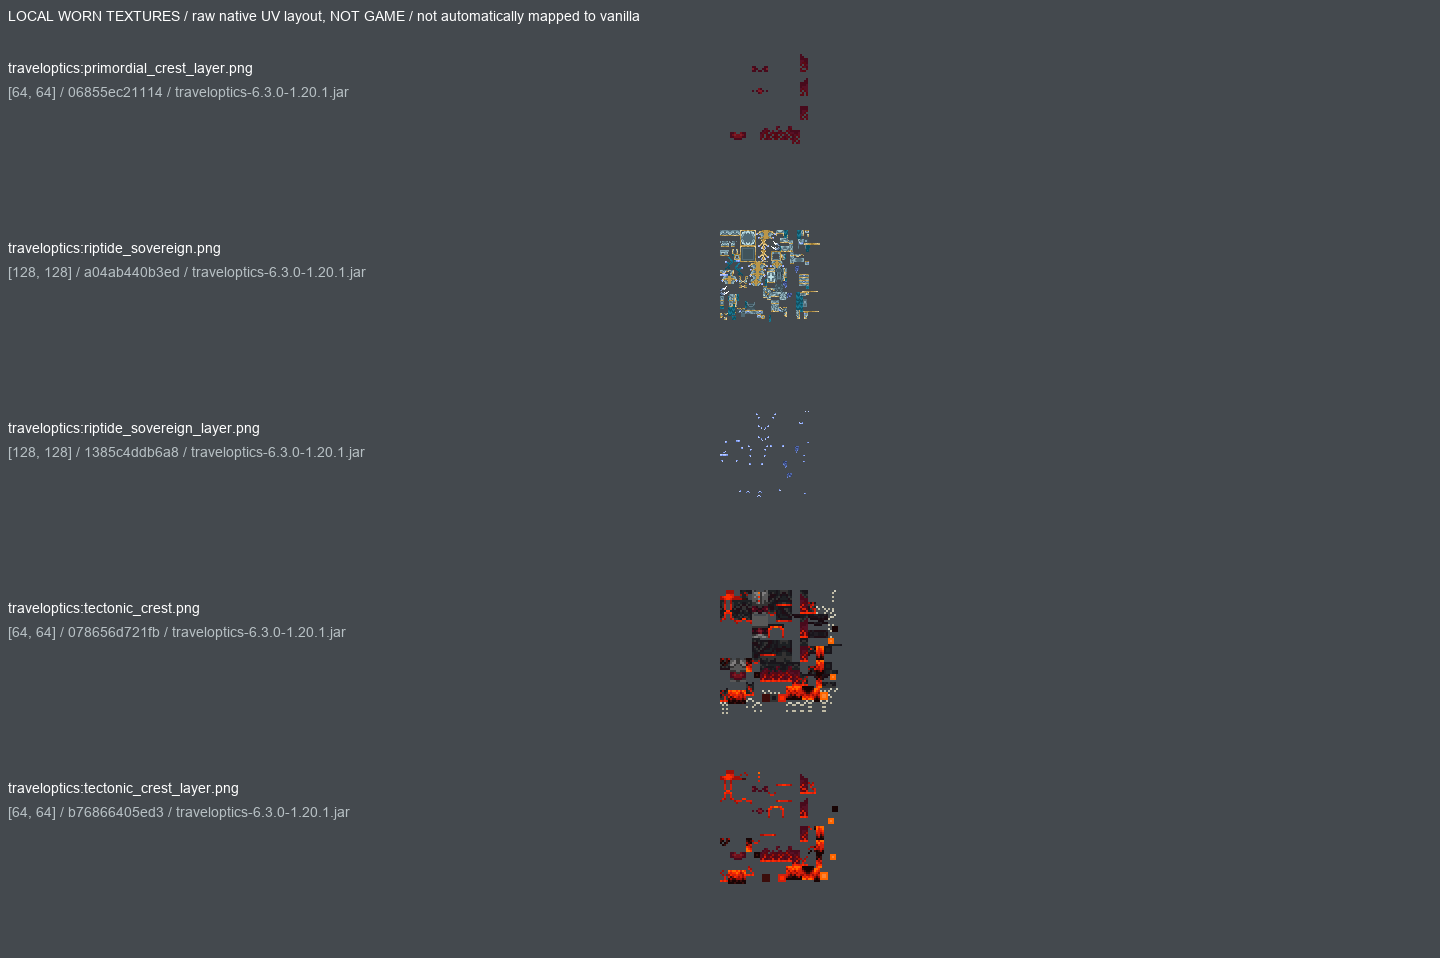 LOCAL WORN TEXTURES / raw native UV layout, NOT GAME / not automatically mapped to vanilla
traveloptics:primordial_crest_layer.png
[64, 64] / 06855ec21114 / traveloptics-6.3.0-1.20.1.jar
traveloptics:riptide_sovereign.png
[128, 128] / a04ab440b3ed / traveloptics-6.3.0-1.20.1.jar
traveloptics:riptide_sovereign_layer.png
[128, 128] / 1385c4ddb6a8 / traveloptics-6.3.0-1.20.1.jar
traveloptics:tectonic_crest.png
[64, 64] / 078656d721fb / traveloptics-6.3.0-1.20.1.jar
traveloptics:tectonic_crest_layer.png
[64, 64] / b76866405ed3 / traveloptics-6.3.0-1.20.1.jar